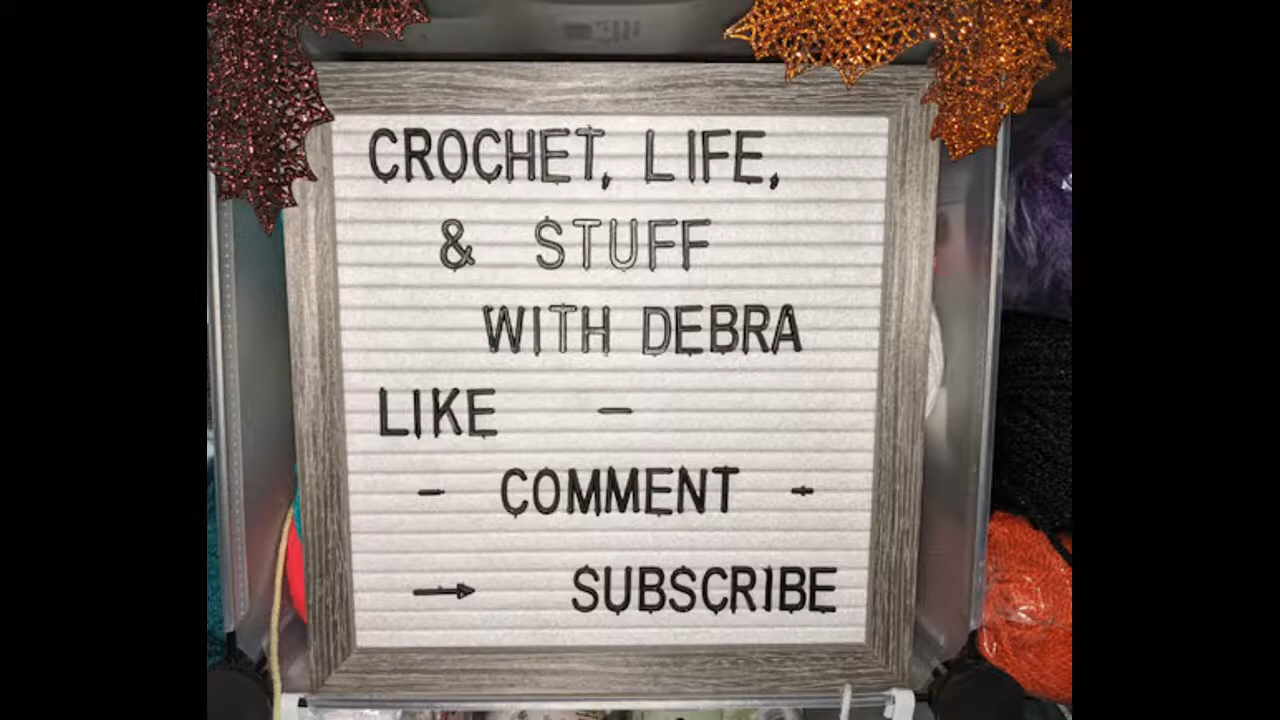 CROCHET, LIFE,
& STUFF
WITH DEBRA
LIKE -
- COMMENT -
→ SUBSCRIBE